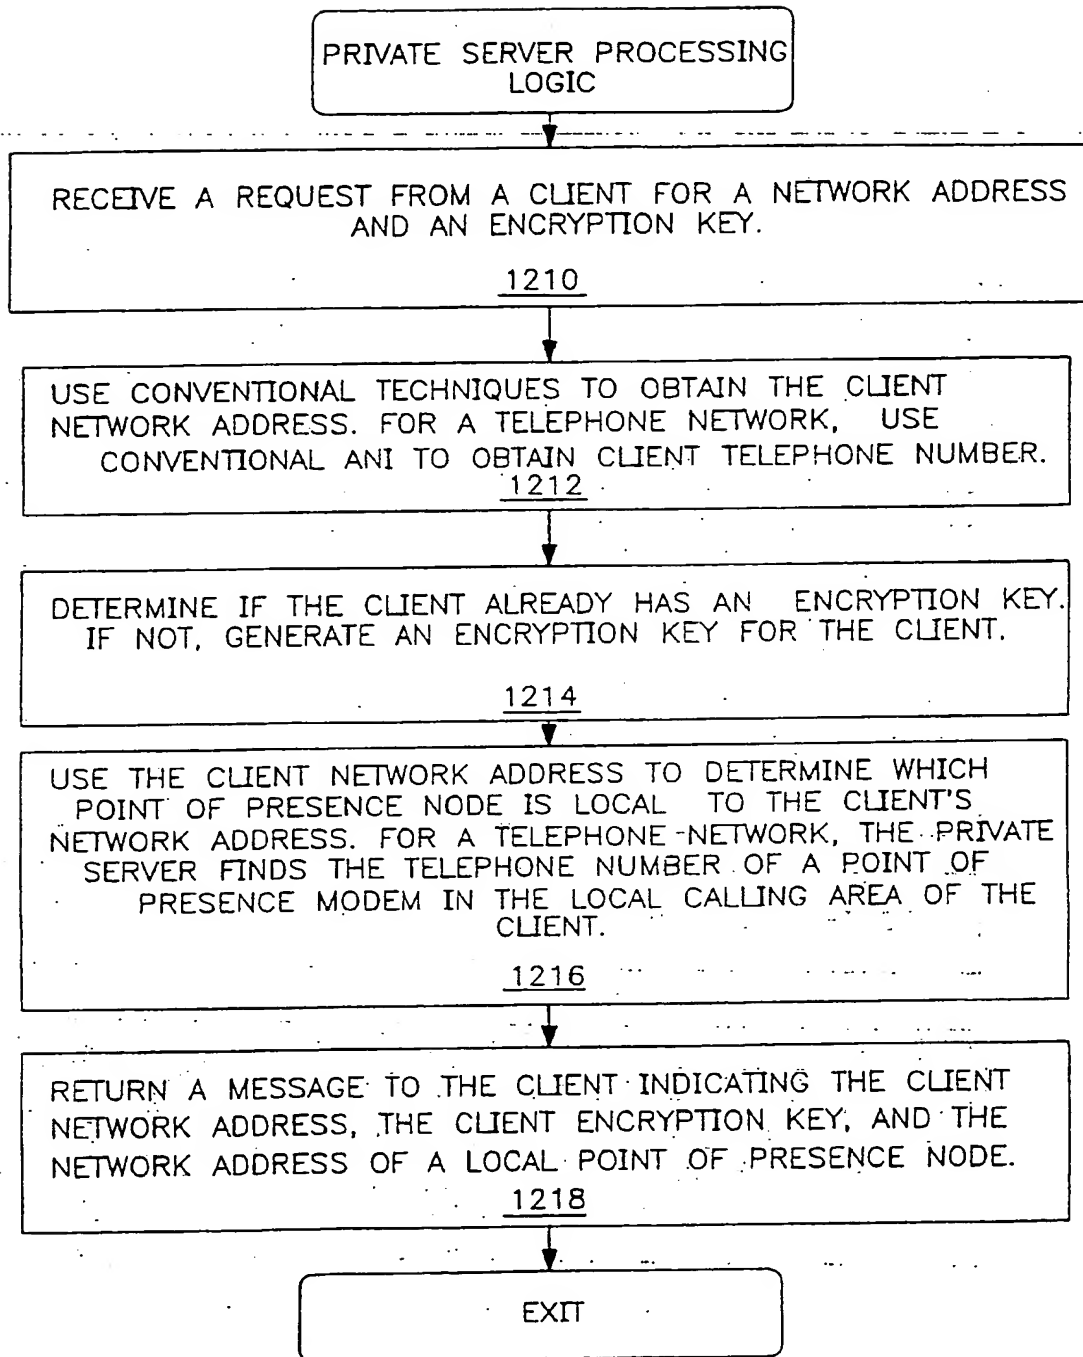 PRIVATE SERVER PROCESSING
LOGIC
RECEIVE A REQUEST FROM A CLIENT FOR A NETWORK ADDRESS
AND AN ENCRYPTION KEY.
1210
USE CONVENTIONAL TECHNIQUES TO OBTAIN THE CLIENT
NETWORK ADDRESS. FOR A TELEPHONE NETWORK, USE
CONVENTIONAL ANI TO OBTAIN CLIENT TELEPHONE NUMBER.
1212
DETERMINE IF THE CLIENT ALREADY HAS AN ENCRYPTION KEY.
IF NOT, GENERATE AN ENCRYPTION KEY FOR THE CLIENT.
1214
USE THE CLIENT NETWORK ADDRESS TO DETERMINE WHICH
POINT OF PRESENCE NODE IS LOCAL TO THE CLIENT'S
NETWORK ADDRESS. FOR A TELEPHONE NETWORK, THE PRIVATE
SERVER FINDS THE TELEPHONE NUMBER OF A POINT OF
PRESENCE MODEM IN THE LOCAL CALLING AREA OF THE
CLIENT.
1216
RETURN A MESSAGE TO THE CLIENT INDICATING THE CLIENT
NETWORK ADDRESS, THE CLIENT ENCRYPTION KEY, AND THE
NETWORK ADDRESS OF A LOCAL POINT OF PRESENCE NODE.
1218
EXIT